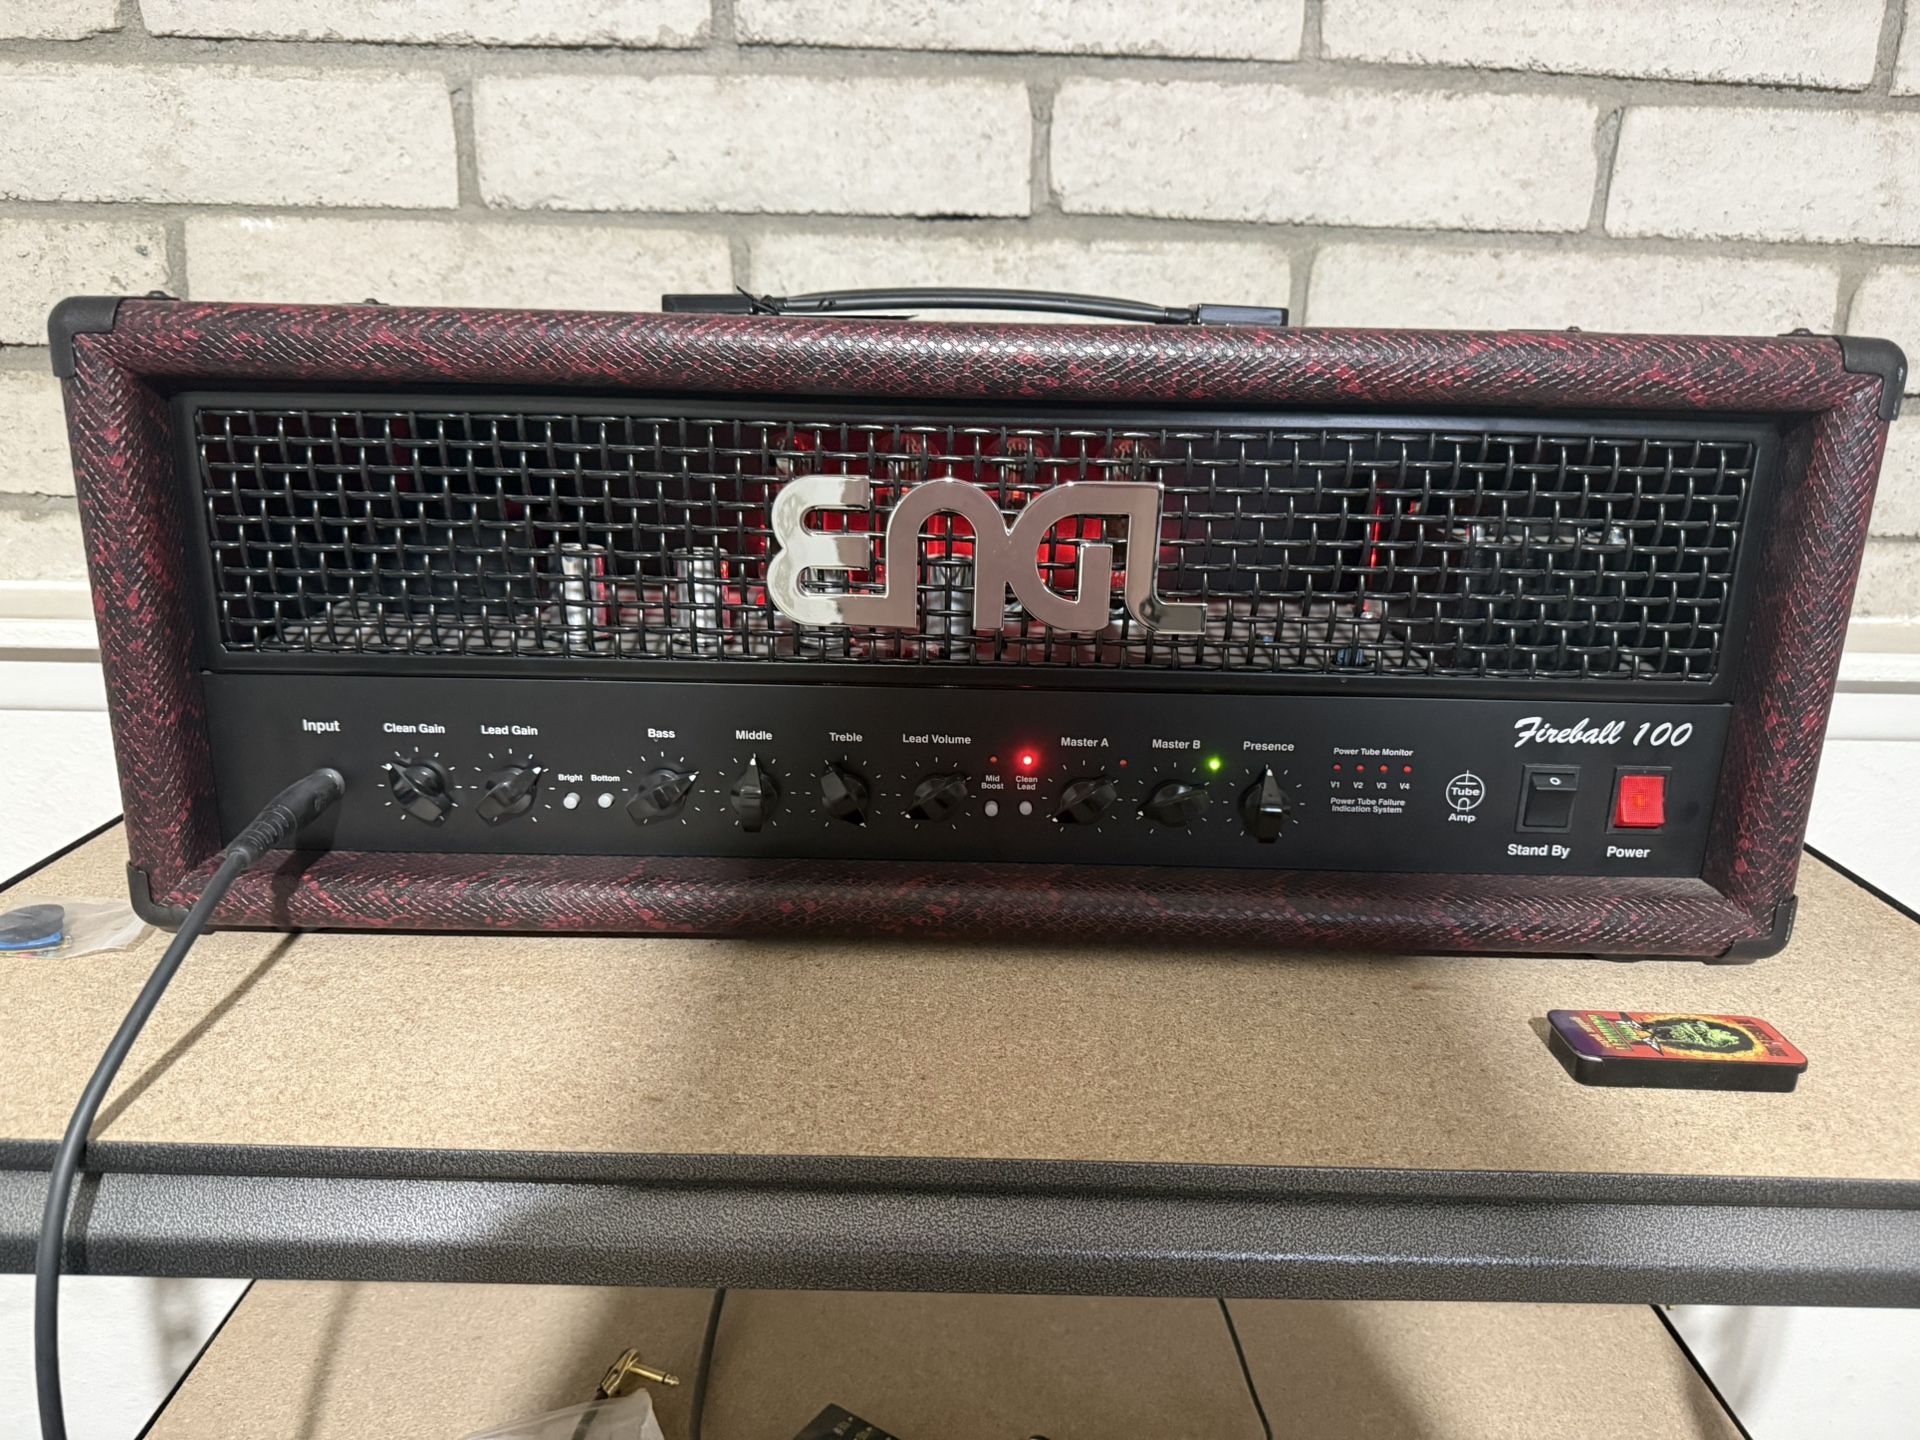 ENGL
Input
Clean Gain
Lead Gain
Bright
Bottom
Bass
Middle
Treble
Lead Volume
Mid
Boost
Clean
Lead
Master A
Master B
Presence
Power Tube Monitor
V1 V2 V3 V4
Power Tube Failure
Indication System
Tube
Amp
Fireball 100
O
Stand By
Power